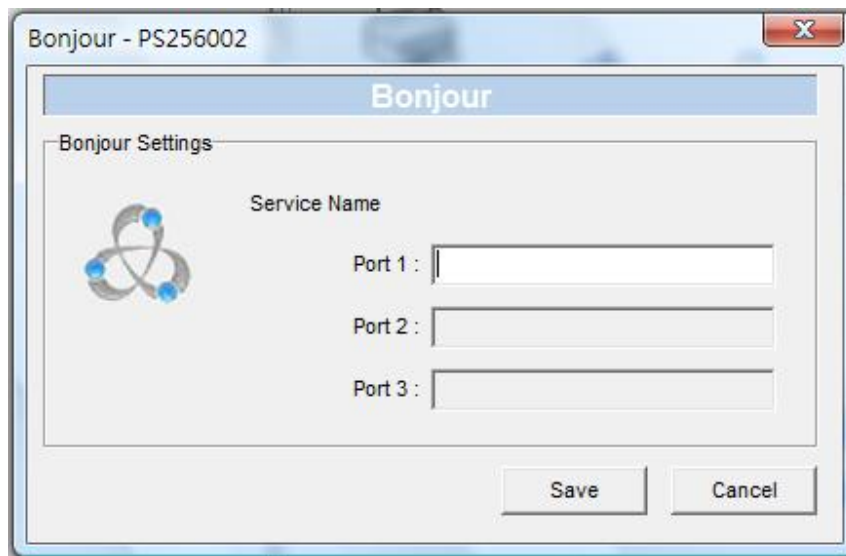 Bonjour - PS256002
Bonjour
Bonjour Settings
Service Name
Port 1 :
Port 2 :
Port 3 :
Save Cancel